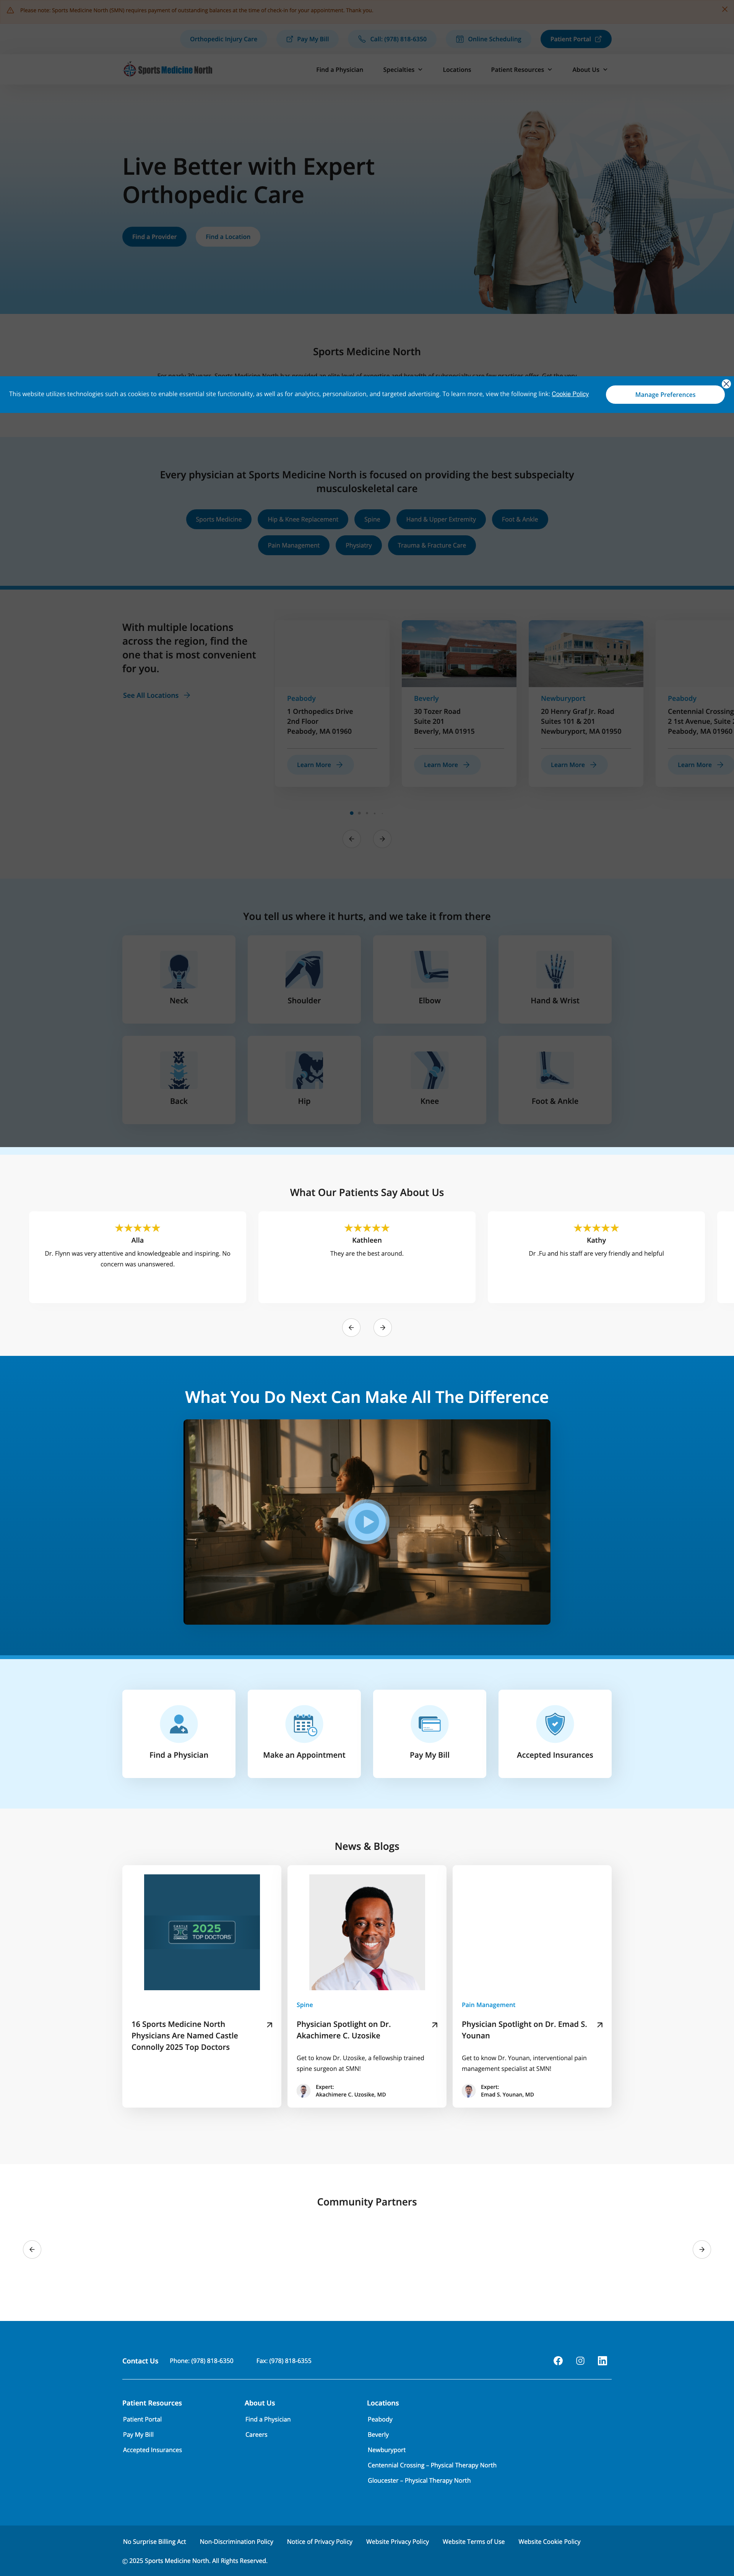 Please note: Sports Medicine North (SMN) requires payment of outstanding balances at the time of check-in for your appointment. Thank you.
Orthopedic Injury Care
Pay My Bill
Call: (978) 818-6350
Online Scheduling
Patient Portal
Sports Medicine North
Find a Physician
Specialties
Locations
Patient Resources
About Us
Live Better with Expert
Orthopedic Care
Find a Provider
Find a Location
Sports Medicine North
This website utilizes technologies such as cookies to enable essential site functionality, as well as for analytics, personalization, and targeted advertising. To learn more, view the following link: Cookie Policy
Manage Preferences
Every physician at Sports Medicine North is focused on providing the best subspecialty
musculoskeletal care
Sports Medicine
Hip & Knee Replacement
Spine
Hand & Upper Extremity
Foot & Ankle
Pain Management
Physiatry
Trauma & Fracture Care
With multiple locations
across the region, find the
one that is most convenient
for you.
See All Locations
Peabody
1 Orthopedics Drive
2nd Floor
Peabody, MA 01960
Learn More
Beverly
30 Tozer Road
Suite 201
Beverly, MA 01915
Learn More
Newburyport
20 Henry Graf Jr. Road
Suites 101 & 201
Newburyport, MA 01950
Learn More
Peabody
Centennial Crossing
2 1st Avenue, Suite
Peabody, MA 01960
Learn More
You tell us where it hurts, and we take it from there
Neck
Shoulder
Elbow
Hand & Wrist
Back
Hip
Knee
Foot & Ankle
What Our Patients Say About Us
Alla
Dr. Flynn was very attentive and knowledgeable and inspiring. No
concern was unanswered.
Kathleen
They are the best around.
Kathy
Dr .Fu and his staff are very friendly and helpful
What You Do Next Can Make All The Difference
Find a Physician
Make an Appointment
Pay My Bill
Accepted Insurances
News & Blogs
CASTLE CONNOLLY 2025 TOP DOCTORS
16 Sports Medicine North
Physicians Are Named Castle
Connolly 2025 Top Doctors
Spine
Physician Spotlight on Dr.
Akachimere C. Uzosike
Get to know Dr. Uzosike, a fellowship trained
spine surgeon at SMN!
Expert:
Akachimere C. Uzosike, MD
Pain Management
Physician Spotlight on Dr. Emad S.
Younan
Get to know Dr. Younan, interventional pain
management specialist at SMN!
Expert:
Emad S. Younan, MD
Community Partners
Contact Us
Phone: (978) 818-6350
Fax: (978) 818-6355
Patient Resources
Patient Portal
Pay My Bill
Accepted Insurances
About Us
Find a Physician
Careers
Locations
Peabody
Beverly
Newburyport
Centennial Crossing – Physical Therapy North
Gloucester – Physical Therapy North
No Surprise Billing Act
Non-Discrimination Policy
Notice of Privacy Policy
Website Privacy Policy
Website Terms of Use
Website Cookie Policy
© 2025 Sports Medicine North. All Rights Reserved.